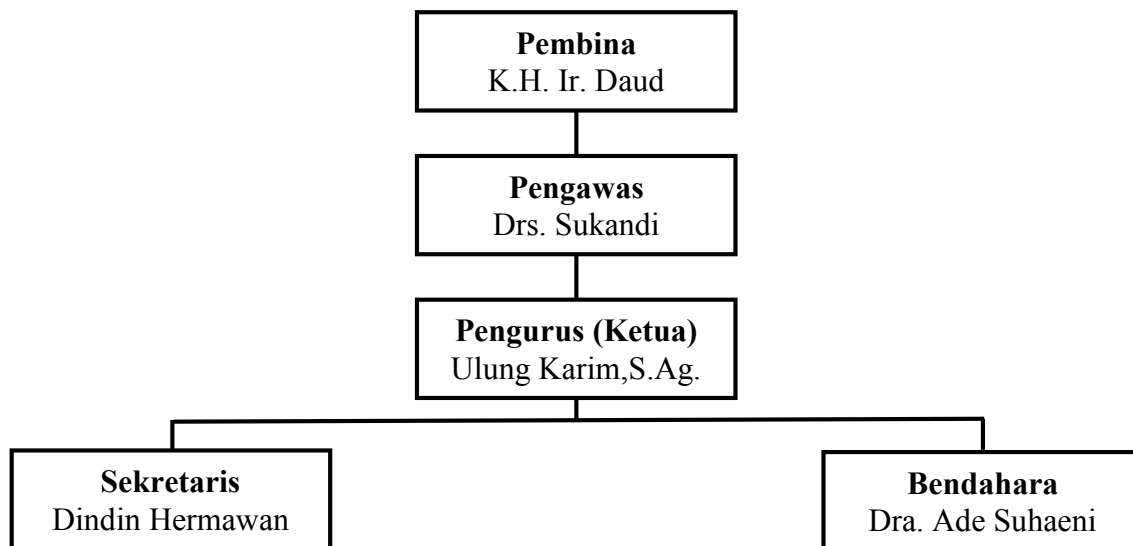 Pembina
K.H. Ir. Daud
Pengawas
Drs. Sukandi
Pengurus (Ketua)
Ulung Karim,S.Ag.
Sekretaris
Dindin Hermawan
Bendahara
Dra. Ade Suhaeni